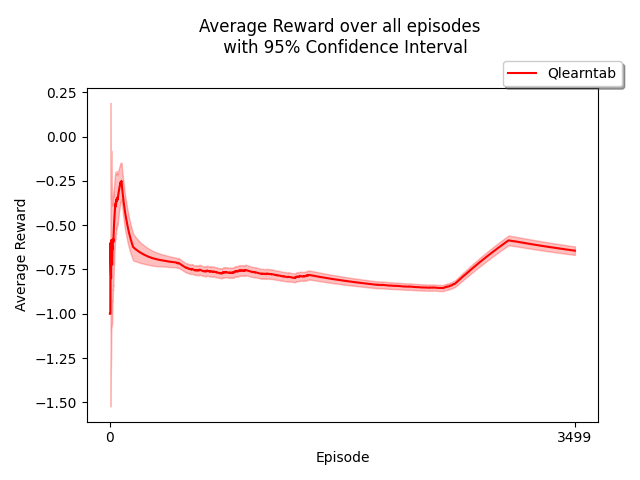 Average Reward over all episodes
with 95% Confidence Interval
Qlearntab
0.25
0.00
−0.25
−0.50
−0.75
−1.00
−1.25
−1.50
Average Reward
0
3499
Episode